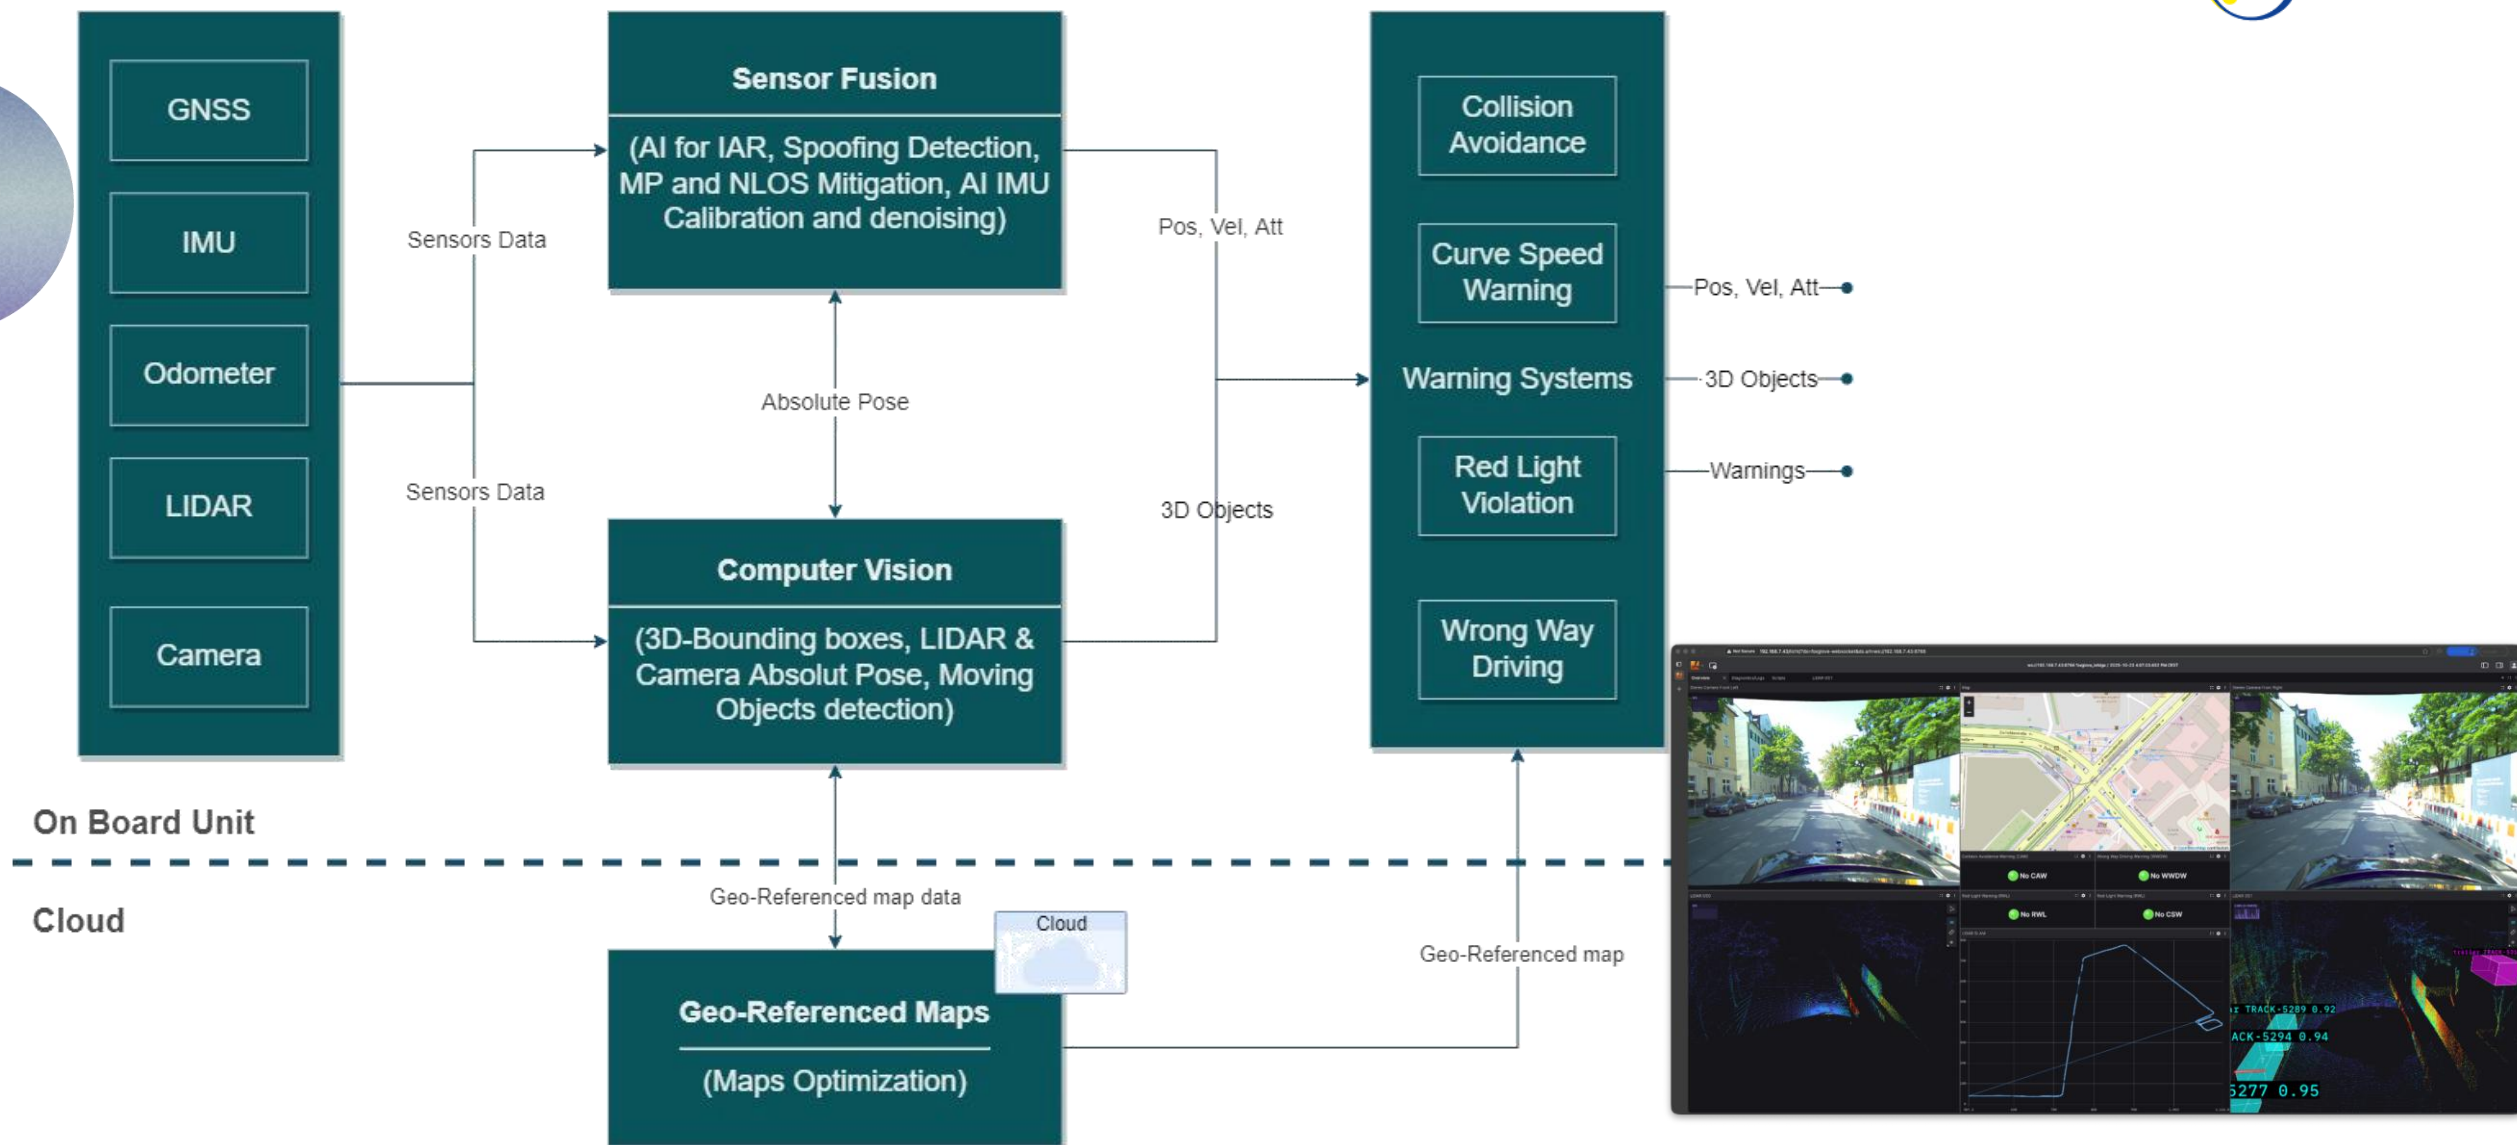 GNSS
IMU
Odometer
LIDAR
Camera
Sensors Data
Sensors Data
Sensor Fusion
(AI for IAR, Spoofing Detection,
MP and NLOS Mitigation, AI IMU
Calibration and denoising)
Absolute Pose
Computer Vision
(3D-Bounding boxes, LIDAR &
Camera Absolut Pose, Moving
Objects detection)
Pos, Vel, Att
3D Objects
Collision
Avoidance
Curve Speed
Warning
Warning Systems
Red Light
Violation
Wrong Way
Driving
Pos, Vel, Att
3D Objects
Warnings
On Board Unit
Cloud
Geo-Referenced map data
Cloud
Geo-Referenced Maps
(Maps Optimization)
Geo-Referenced map
No CAW
No WWDW
No RWL
No CSW
TRACK-5289 0.92
ACK-5294 0.94
5277 0.95